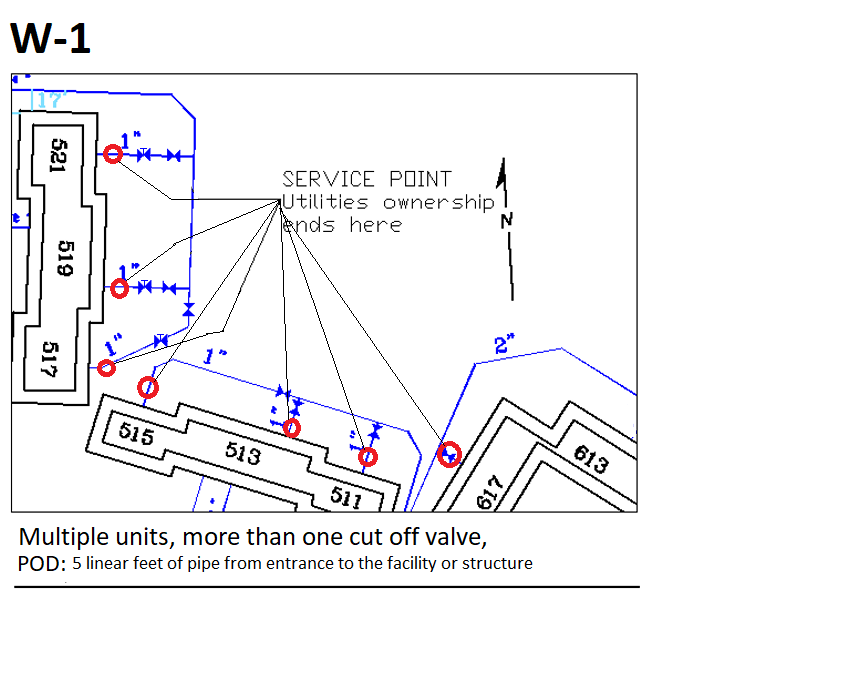 W-1
17'
521
1"
SERVICE POINT
Utilities ownership
ends here
N
519
1"
517
1"
1"
2"
1"
1"
515
513
511
613
617
Multiple units, more than one cut off valve,
POD: 5 linear feet of pipe from entrance to the facility or structure